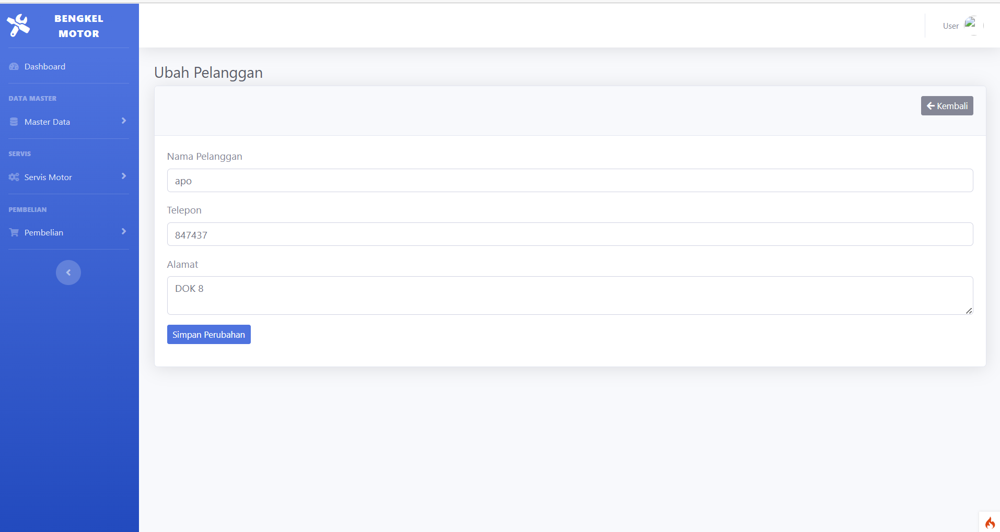 BENGKEL
MOTOR
User
Dashboard
DATA MASTER
Master Data
SERVIS
Servis Motor
PEMBELIAN
Pembelian
Ubah Pelanggan
Kembali
Nama Pelanggan
apo
Telepon
847437
Alamat
DOK 8
Simpan Perubahan